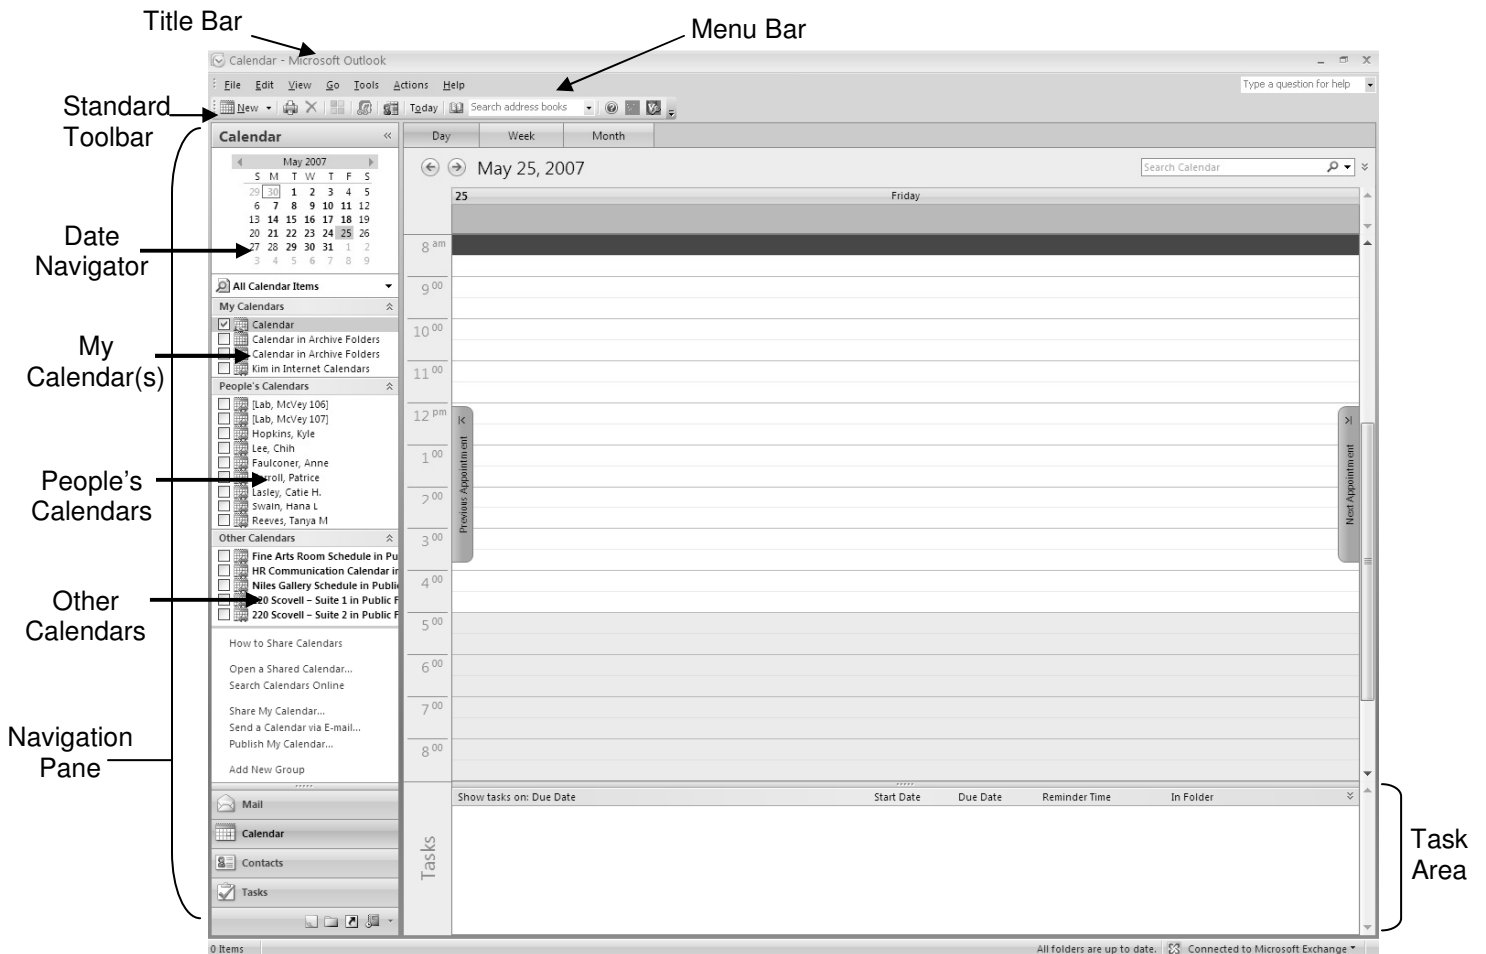 Title Bar
Menu Bar
Calendar - Microsoft Outlook
File Edit View Go Tools Actions Help
Type a question for help
Standard
Toolbar
New
Today
Search address books
Calendar «
Day Week Month
May 2007
S M T W T F S
29 30 1 2 3 4 5
6 7 8 9 10 11 12
13 14 15 16 17 18 19
20 21 22 23 24 25 26
27 28 29 30 31 1 2
3 4 5 6 7 8 9
May 25, 2007
Search Calendar
25 Friday
Date
Navigator
All Calendar Items
My Calendars
Calendar
Calendar in Archive Folders
Calendar in Archive Folders
Kim in Internet Calendars
My
Calendar(s)
People's Calendars
[Lab, McVey 106]
[Lab, McVey 107]
Hopkins, Kyle
Lee, Chih
Faulconer, Anne
roll, Patrice
Lasley, Catie H.
Swain, Hana L
Reeves, Tanya M
People's
Calendars
Other Calendars
Fine Arts Room Schedule in Pu
HR Communication Calendar in
Niles Gallery Schedule in Public
20 Scovell – Suite 1 in Public F
220 Scovell – Suite 2 in Public F
Other
Calendars
How to Share Calendars
Open a Shared Calendar...
Search Calendars Online
Share My Calendar...
Send a Calendar via E-mail...
Publish My Calendar...
Add New Group
Navigation
Pane
Mail
Calendar
Contacts
Tasks
8 am
9 00
10 00
11 00
12 pm
1 00
2 00
3 00
4 00
5 00
6 00
7 00
8 00
Previous Appointment
Next Appointment
Show tasks on: Due Date Start Date Due Date Reminder Time In Folder
Tasks
Task
Area
0 Items
All folders are up to date. Connected to Microsoft Exchange